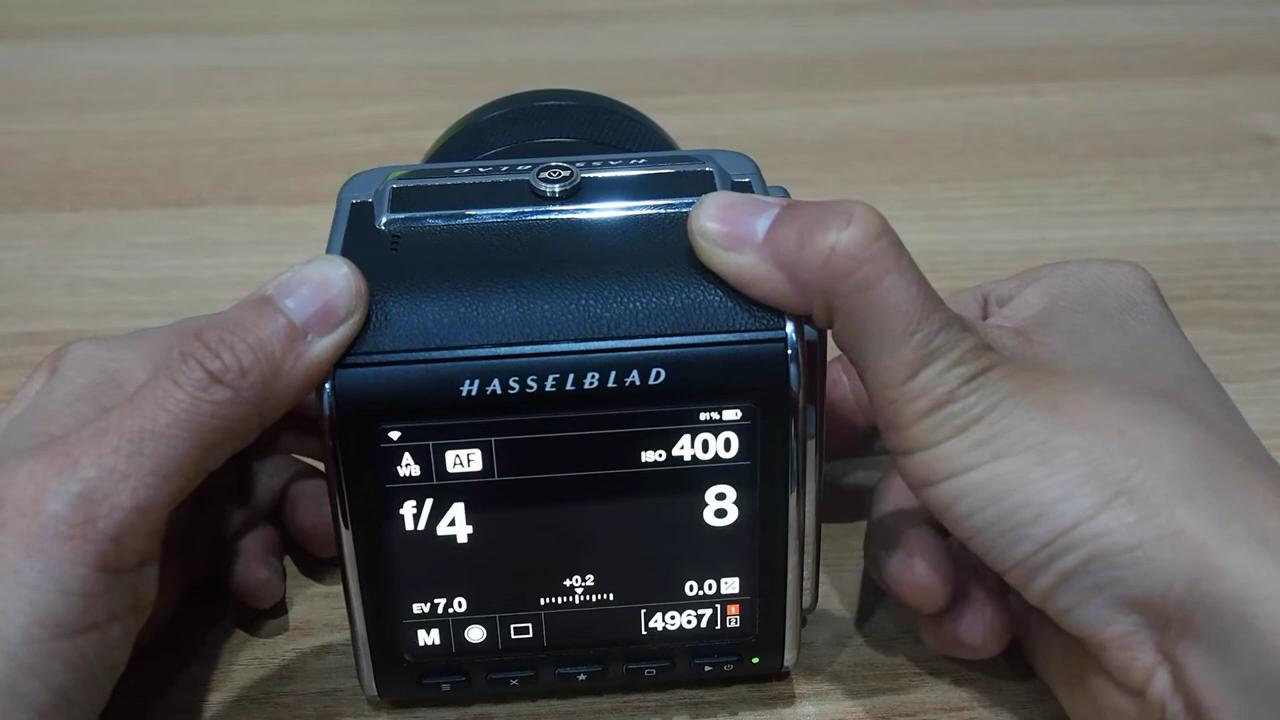 HASSELBLAD
V
HASSELBLAD
81%
A
WB
AF
ISO 400
f/4
8
+0.2
EV 7.0
0.0
M
[4967]
1
2